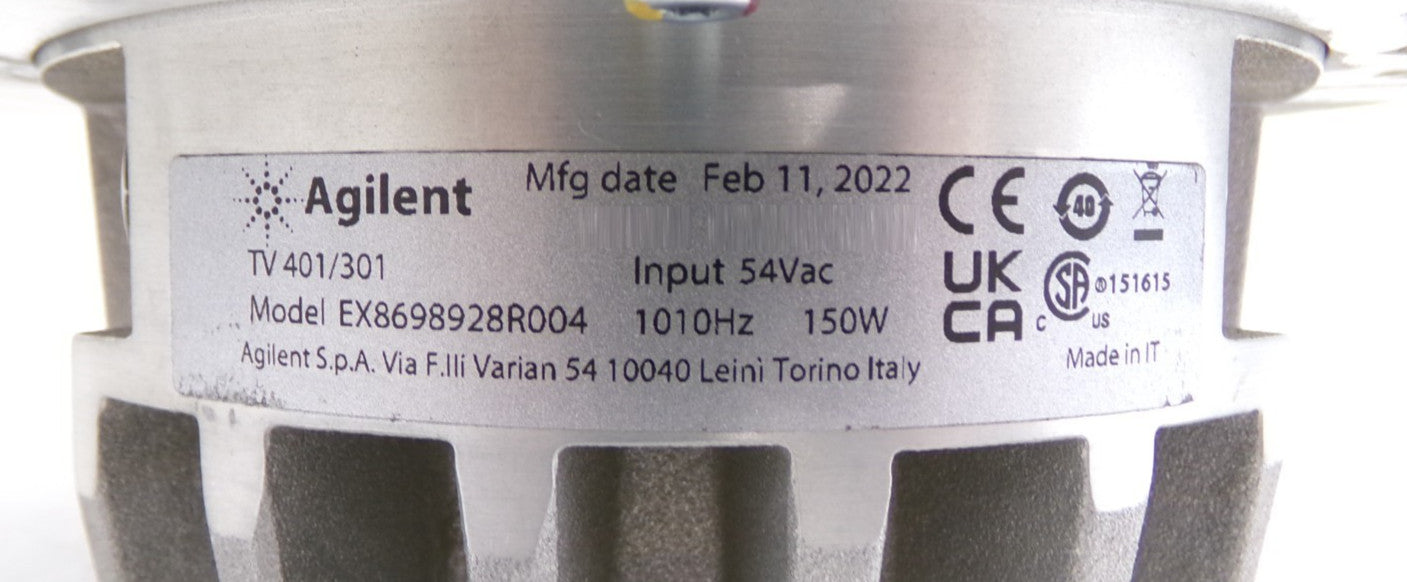 Agilent
Mfg date Feb 11, 2022
TV 401/301
Input 54Vac
Model EX8698928R004
1010Hz 150W
Agilent S.p.A. Via F.lli Varian 54 10040 Leinì Torino Italy
CE
40
UK
CA
SA
151615
C US
Made in IT